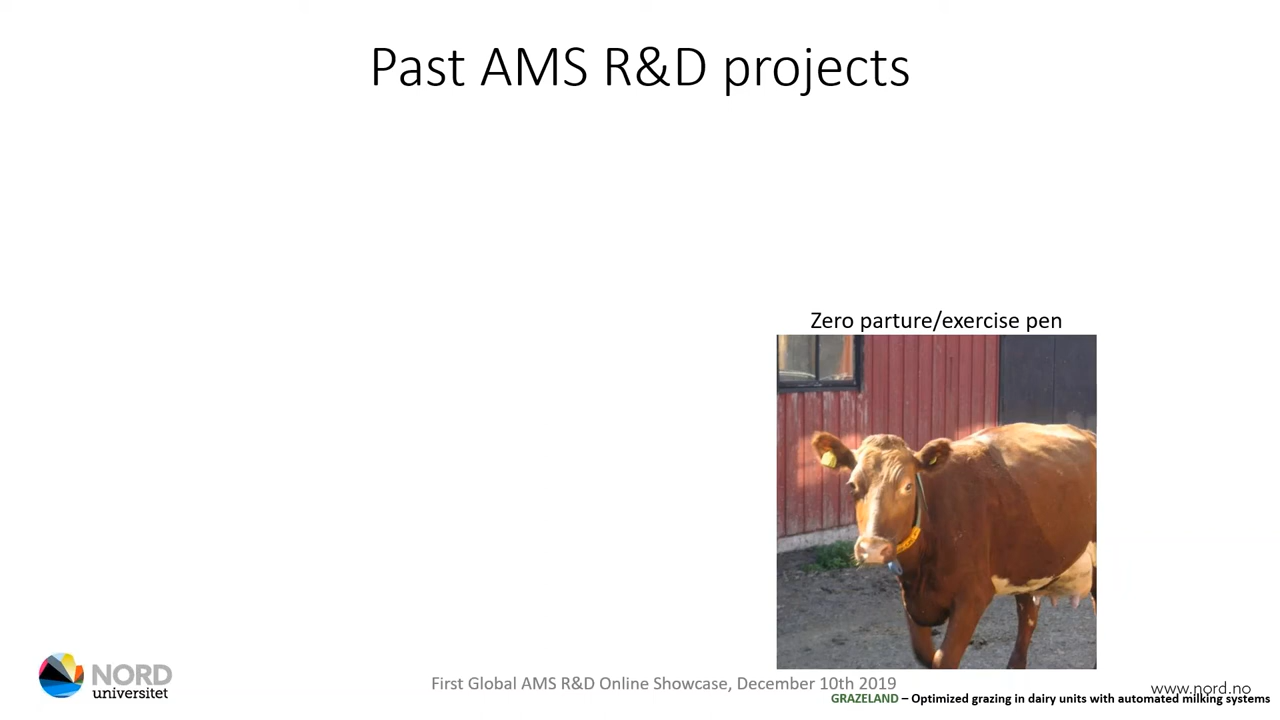 Past AMS R&D projects
Zero parture/exercise pen
NORD
universitet
First Global AMS R&D Online Showcase, December 10th 2019
www.nord.no
GRAZELAND – Optimized grazing in dairy units with automated milking systems